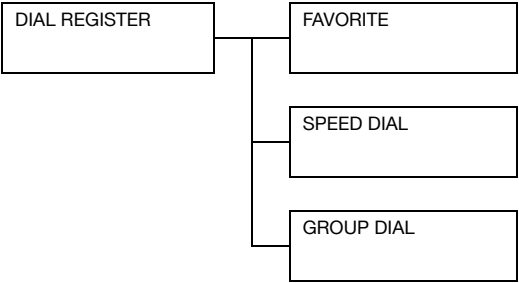 DIAL REGISTER
FAVORITE
SPEED DIAL
GROUP DIAL